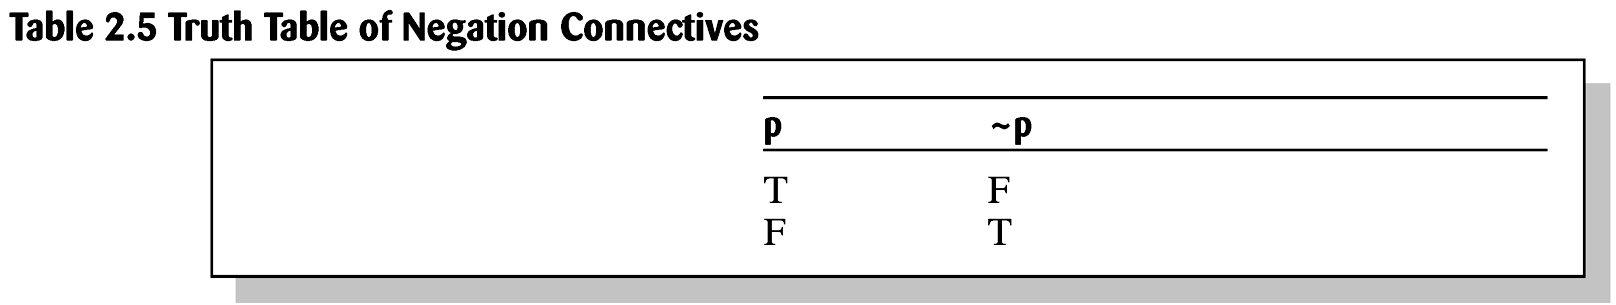 Table 2.5 Truth Table of Negation Connectives
p ~p
T F
F T